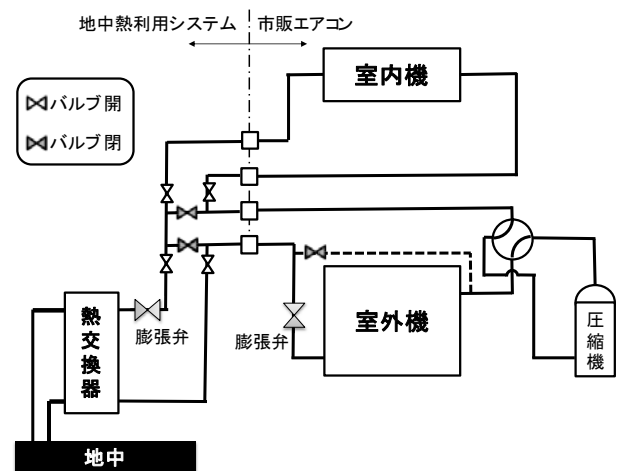 地中熱利用システム
市販エアコン
バルブ開
バルブ閉
室内機
熱交換器
膨張弁
膨張弁
室外機
圧縮機
地中